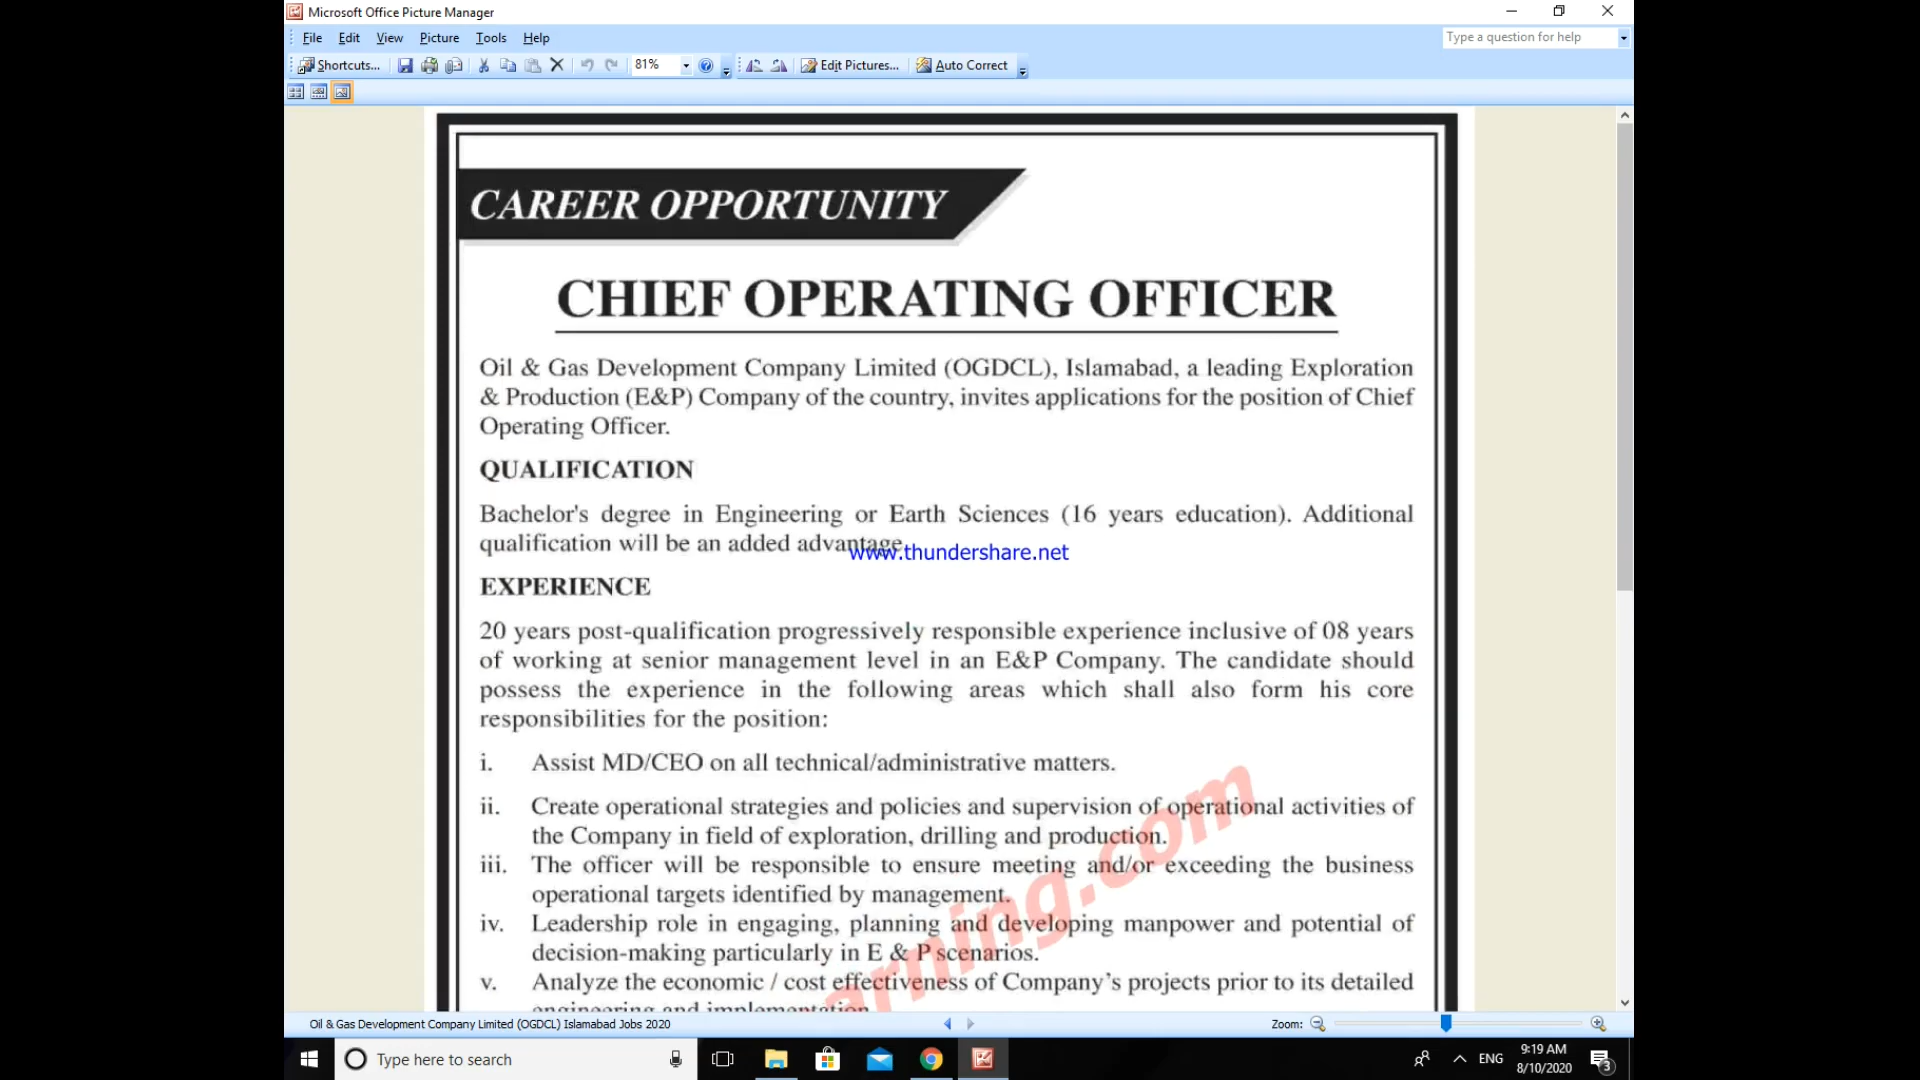 Microsoft Office Picture Manager
File Edit View Picture Tools Help
Type a question for help
Shortcuts... 81% Edit Pictures... Auto Correct
CAREER OPPORTUNITY
CHIEF OPERATING OFFICER
Oil & Gas Development Company Limited (OGDCL), Islamabad, a leading Exploration
& Production (E&P) Company of the country, invites applications for the position of Chief
Operating Officer.
QUALIFICATION
Bachelor's degree in Engineering or Earth Sciences (16 years education). Additional
qualification will be an added advantage.
www.thundershare.net
EXPERIENCE
20 years post-qualification progressively responsible experience inclusive of 08 years
of working at senior management level in an E&P Company. The candidate should
possess the experience in the following areas which shall also form his core
responsibilities for the position:
i. Assist MD/CEO on all technical/administrative matters.
ii. Create operational strategies and policies and supervision of operational activities of
the Company in field of exploration, drilling and production.
iii. The officer will be responsible to ensure meeting and/or exceeding the business
operational targets identified by management.
iv. Leadership role in engaging, planning and developing manpower and potential of
decision-making particularly in E & P scenarios.
v. Analyze the economic / cost effectiveness of Company's projects prior to its detailed
engineering and implementation.
arning.com
Oil & Gas Development Company Limited (OGDCL) Islamabad Jobs 2020
Zoom:
Type here to search
ENG
9:19 AM
8/10/2020
3